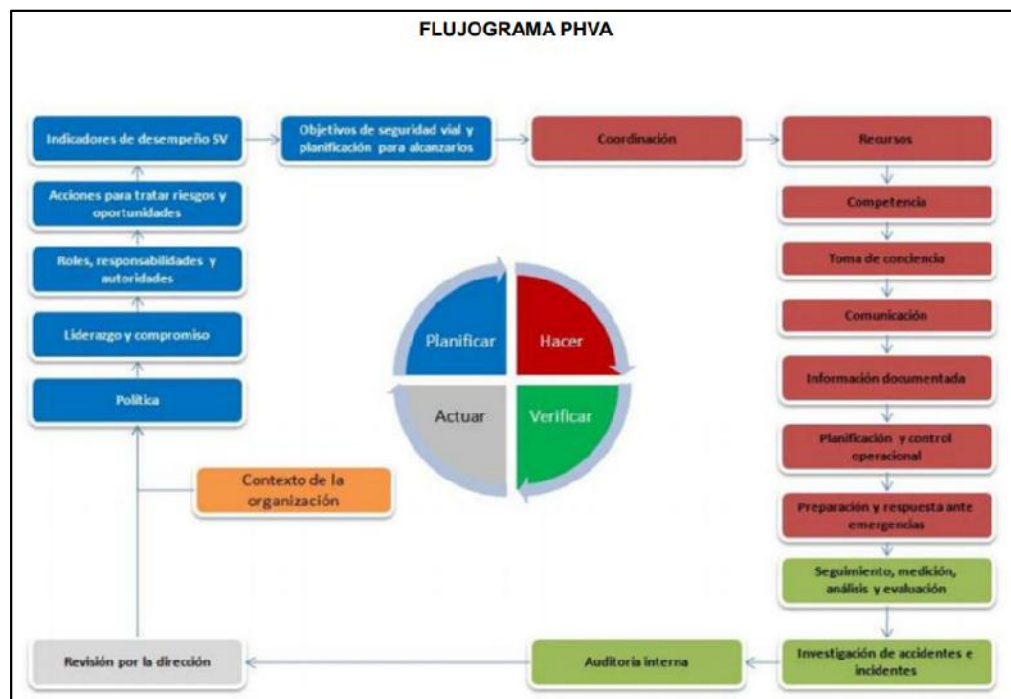 FLUJOGRAMA PHVA
Indicadores de desempeño SV
Objetivos de seguridad vial y
planificación para alcanzarlos
Coordinación
Recursos
Acciones para tratar riesgos y
oportunidades
Competencia
Roles, responsabilidades y
autoridades
Toma de conciencia
Liderazgo y compromiso
Comunicación
Planificar
Hacer
Información documentada
Política
Actuar
Verificar
Planificación y control
operacional
Contexto de la
organización
Preparación y respuesta ante
emergencias
Seguimiento, medición,
análisis y evaluación
Revisión por la dirección
Auditoría interna
Investigación de accidentes e
incidentes